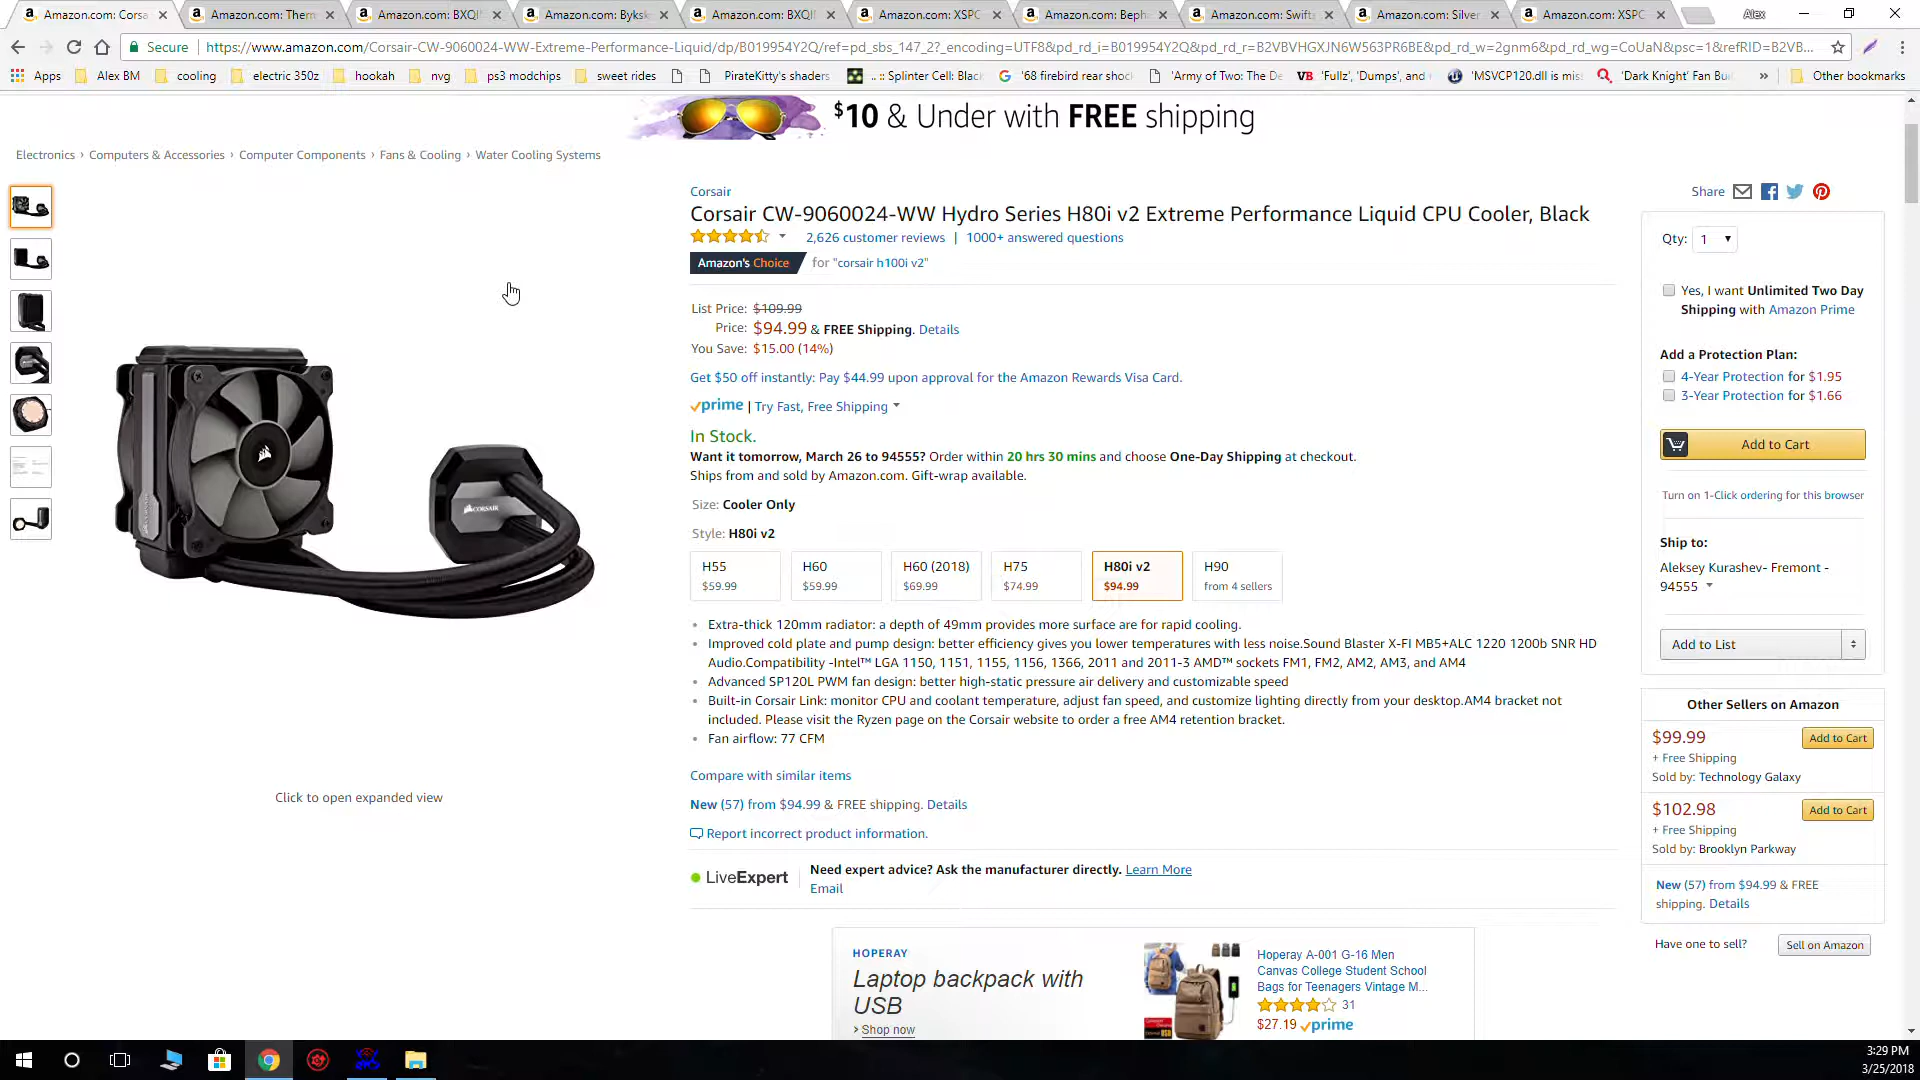 Amazon.com: Corsa
Amazon.com: Therm
Amazon.com: BXQI
Amazon.com: Byksk
Amazon.com: BXQI
Amazon.com: XSPC
Amazon.com: Beph
Amazon.com: Swift
Amazon.com: Silver
Amazon.com: XSPC
Alex
Secure
https://www.amazon.com/Corsair-CW-9060024-WW-Extreme-Performance-Liquid/dp/B019954Y2Q/ref=pd_sbs_147_2?_encoding=UTF8&pd_rd_i=B019954Y2Q&pd_rd_r=B2VBVHGXJN6W563PR6BE&pd_rd_w=2gnm6&pd_rd_wg=CoUaN&psc=1&refRID=B2VB...
Apps
Alex BM
cooling
electric 350z
hookah
nvg
ps3 modchips
sweet rides
PirateKitty's shaders
.. :: Splinter Cell: Black
'68 firebird rear shoc
'Army of Two: The De
VB 'Fullz', 'Dumps', and
'MSVCP120.dll is mis
'Dark Knight' Fan Bu
»
Other bookmarks
$10 & Under with FREE shipping
Electronics › Computers & Accessories › Computer Components › Fans & Cooling › Water Cooling Systems
Corsair
Corsair CW-9060024-WW Hydro Series H80i v2 Extreme Performance Liquid CPU Cooler, Black
2,626 customer reviews | 1000+ answered questions
Amazon's Choice for "corsair h100i v2"
List Price: $109.99
Price: $94.99 & FREE Shipping. Details
You Save: $15.00 (14%)
Get $50 off instantly: Pay $44.99 upon approval for the Amazon Rewards Visa Card.
prime | Try Fast, Free Shipping
In Stock.
Want it tomorrow, March 26 to 94555? Order within 20 hrs 30 mins and choose One-Day Shipping at checkout.
Ships from and sold by Amazon.com. Gift-wrap available.
Size: Cooler Only
Style: H80i v2
H55
$59.99
H60
$59.99
H60 (2018)
$69.99
H75
$74.99
H80i v2
$94.99
H90
from 4 sellers
Extra-thick 120mm radiator: a depth of 49mm provides more surface are for rapid cooling.
Improved cold plate and pump design: better efficiency gives you lower temperatures with less noise.Sound Blaster X-FI MB5+ALC 1220 1200b SNR HD
Audio.Compatibility -Intel™ LGA 1150, 1151, 1155, 1156, 1366, 2011 and 2011-3 AMD™ sockets FM1, FM2, AM2, AM3, and AM4
Advanced SP120L PWM fan design: better high-static pressure air delivery and customizable speed
Built-in Corsair Link: monitor CPU and coolant temperature, adjust fan speed, and customize lighting directly from your desktop.AM4 bracket not
included. Please visit the Ryzen page on the Corsair website to order a free AM4 retention bracket.
Fan airflow: 77 CFM
Compare with similar items
New (57) from $94.99 & FREE shipping. Details
Report incorrect product information.
LiveExpert
Need expert advice? Ask the manufacturer directly. Learn More
Email
CORSAIR
CORSAIR
Click to open expanded view
HOPERAY
Laptop backpack with
USB
› Shop now
Hoperay A-001 G-16 Men
Canvas College Student School
Bags for Teenagers Vintage M...
31
$27.19 prime
Share
Qty: 1
Yes, I want Unlimited Two Day
Shipping with Amazon Prime
Add a Protection Plan:
4-Year Protection for $1.95
3-Year Protection for $1.66
Add to Cart
Turn on 1-Click ordering for this browser
Ship to:
Aleksey Kurashev- Fremont -
94555
Add to List
Other Sellers on Amazon
$99.99
Add to Cart
+ Free Shipping
Sold by: Technology Galaxy
$102.98
Add to Cart
+ Free Shipping
Sold by: Brooklyn Parkway
New (57) from $94.99 & FREE
shipping. Details
Have one to sell?
Sell on Amazon
3:29 PM
3/25/2018